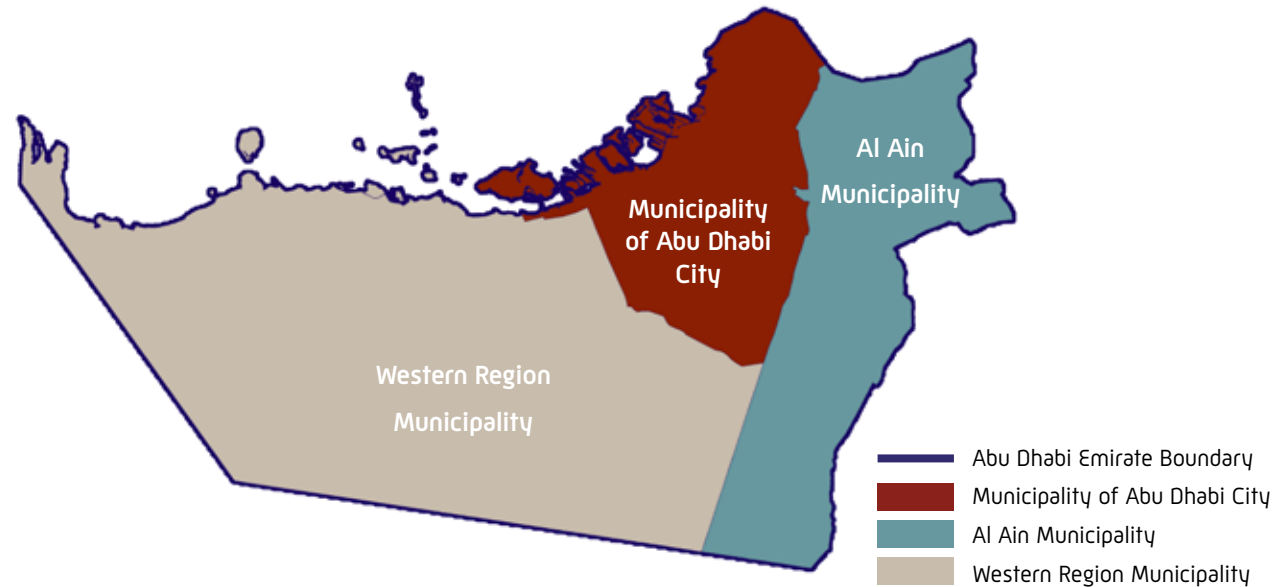 Al Ain
Municipality
Municipality
of Abu Dhabi
City
Western Region
Municipality
Abu Dhabi Emirate Boundary
Municipality of Abu Dhabi City
Al Ain Municipality
Western Region Municipality